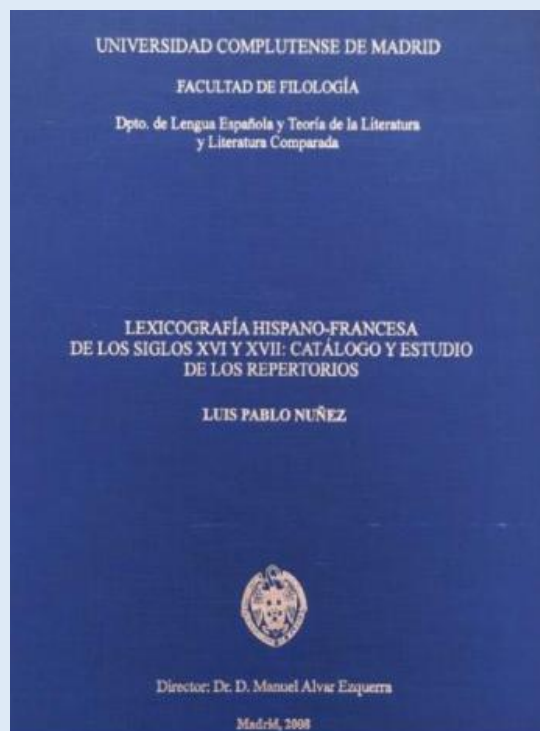 UNIVERSIDAD COMPLUTENSE DE MADRID
FACULTAD DE FILOLOGÍA
Dpto. de Lengua Española y Teoría de la Literatura
y Literatura Comparada
LEXICOGRAFÍA HISPANO-FRANCESA
DE LOS SIGLOS XVI Y XVII: CATÁLOGO Y ESTUDIO
DE LOS REPERTORIOS
LUIS PABLO NUÑEZ
Director: Dr. D. Manuel Alvar Ezquerra
Madrid, 2008